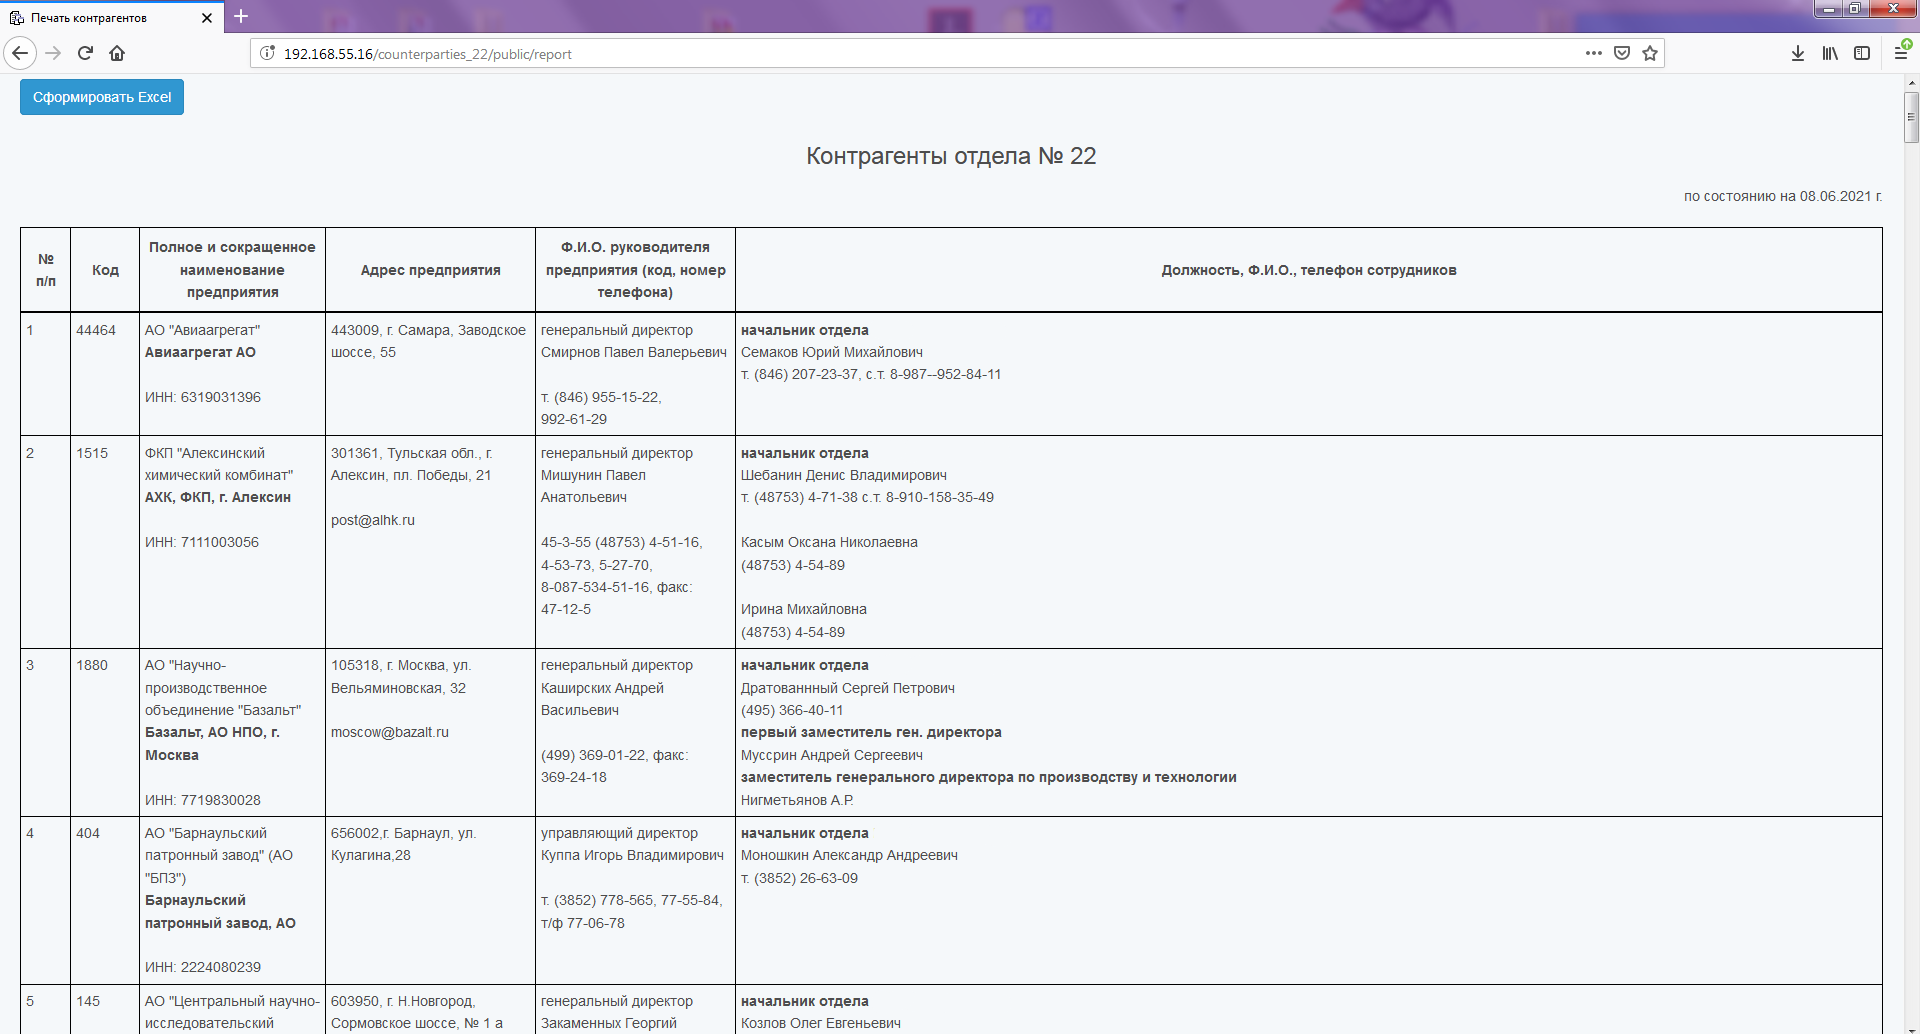 Печать контрагентов
192.168.55.16/counterparties_22/public/report
Сформировать Excel
Контрагенты отдела № 22
по состоянию на 08.06.2021 г.
№ п/п
Код
Полное и сокращенное
наименование
предприятия
Адрес предприятия
Ф.И.О. руководителя
предприятия (код, номер
телефона)
Должность, Ф.И.О., телефон сотрудников
1
44464
АО "Авиаагрегат"
Авиаагрегат АО
ИНН: 6319031396
443009, г. Самара, Заводское
шоссе, 55
генеральный директор
Смирнов Павел Валерьевич
т. (846) 955-15-22,
992-61-29
начальник отдела
Семаков Юрий Михайлович
т. (846) 207-23-37, с.т. 8-987--952-84-11
2
1515
ФКП "Алексинский
химический комбинат"
АХК, ФКП, г. Алексин
ИНН: 7111003056
301361, Тульская обл., г.
Алексин, пл. Победы, 21
post@alhk.ru
генеральный директор
Мишунин Павел
Анатольевич
45-3-55 (48753) 4-51-16,
4-53-73, 5-27-70,
8-087-534-51-16, факс:
47-12-5
начальник отдела
Шебанин Денис Владимирович
т. (48753) 4-71-38 с.т. 8-910-158-35-49
Касым Оксана Николаевна
(48753) 4-54-89
Ирина Михайловна
(48753) 4-54-89
3
1880
АО "Научно-
производственное
объединение "Базальт"
Базальт, АО НПО, г.
Москва
ИНН: 7719830028
105318, г. Москва, ул.
Вельяминовская, 32
moscow@bazalt.ru
генеральный директор
Каширских Андрей
Васильевич
(499) 369-01-22, факс:
369-24-18
начальник отдела
Дратованнный Сергей Петрович
(495) 366-40-11
первый заместитель ген. директора
Муссрин Андрей Сергеевич
заместитель генерального директора по производству и технологии
Нигметьянов А.Р.
4
404
АО "Барнаульский
патронный завод" (АО
"БПЗ")
Барнаульский
патронный завод, АО
ИНН: 2224080239
656002,г. Барнаул, ул.
Кулагина,28
управляющий директор
Куппа Игорь Владимирович
т. (3852) 778-565, 77-55-84,
т/ф 77-06-78
начальник отдела
Моношкин Александр Андреевич
т. (3852) 26-63-09
5
145
АО "Центральный научно-
исследовательский
603950, г. Н.Новгород,
Сормовское шоссе, № 1 а
генеральный директор
Закаменных Георгий
начальник отдела
Козлов Олег Евгеньевич